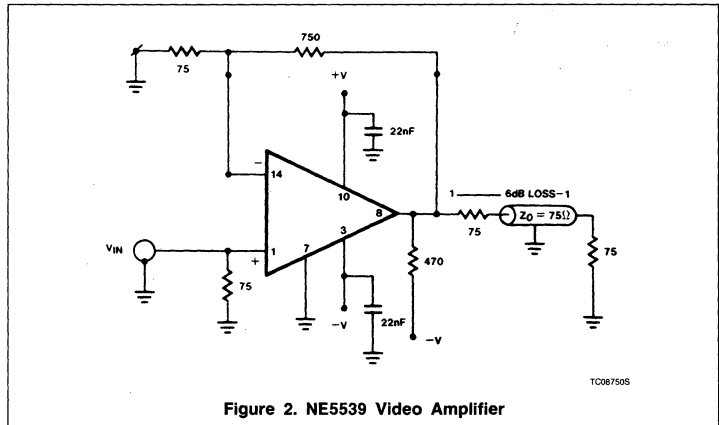 750
75
+V
22nF
−
14
10
1 6dB LOSS-1
8
Z₀ = 75Ω
75
3
VIN
1
7
75
+
470
75
22nF
−V
−V
TC08750S
Figure 2. NE5539 Video Amplifier